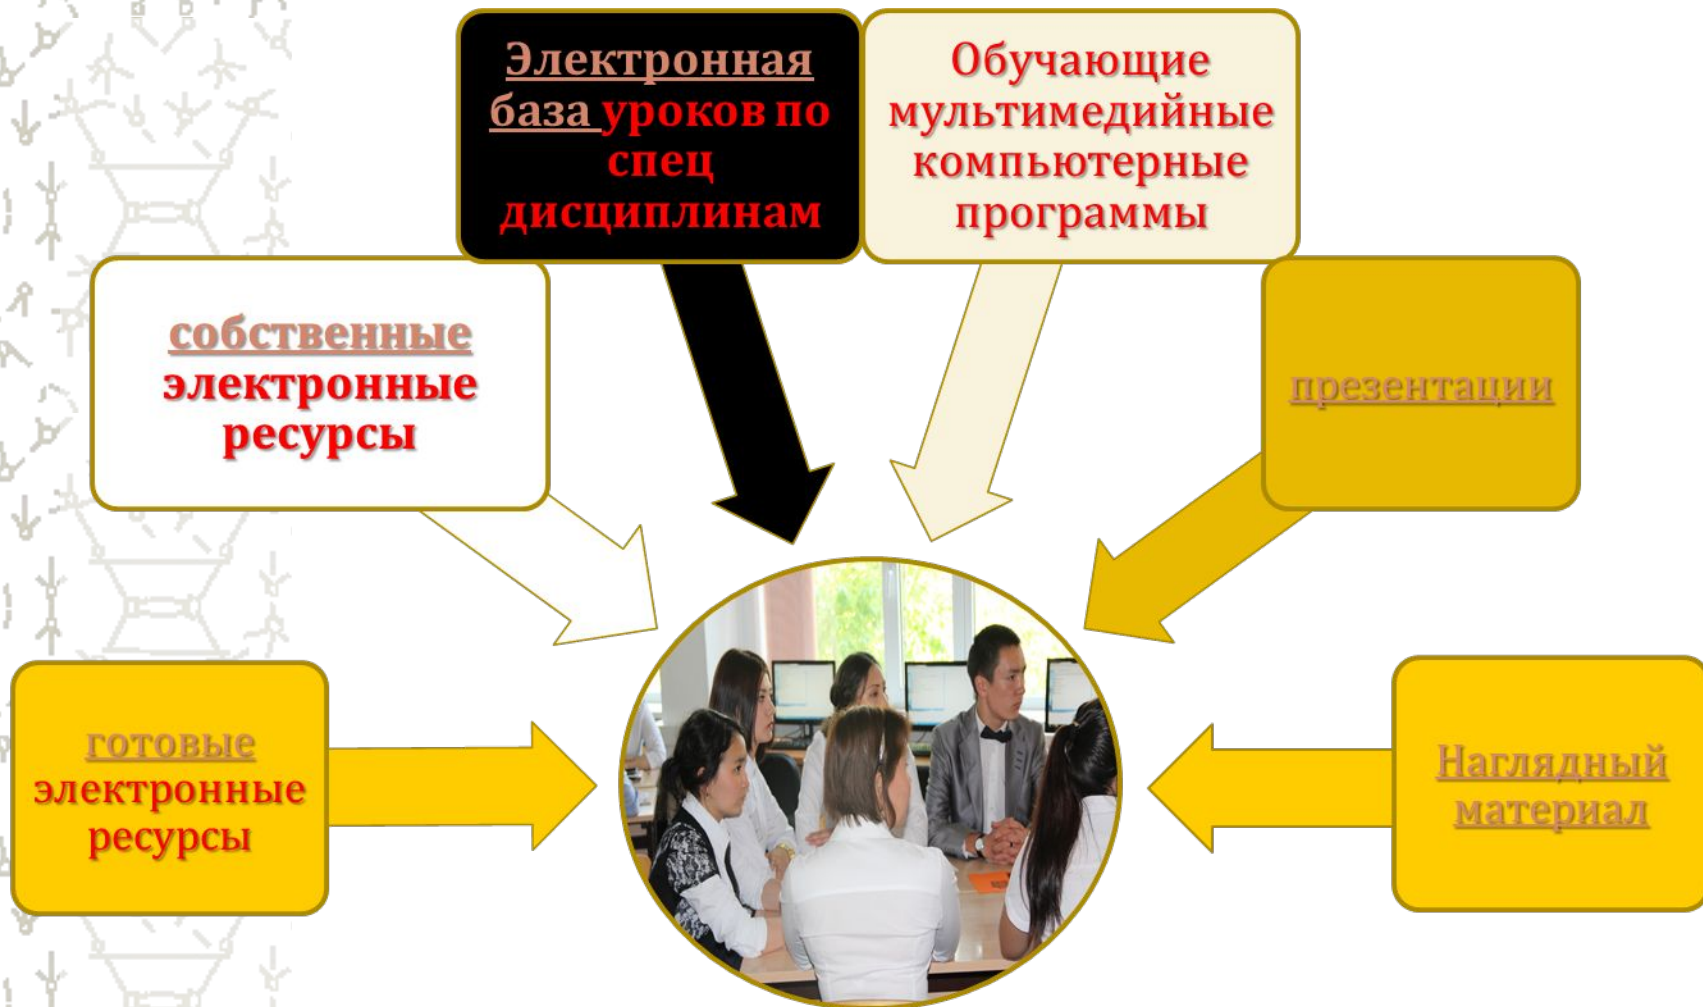 Электронная
база уроков по
спец
дисциплинам
Обучающие
мультимедийные
компьютерные
программы
собственные
электронные
ресурсы
презентации
готовые
электронные
ресурсы
Наглядный
материал